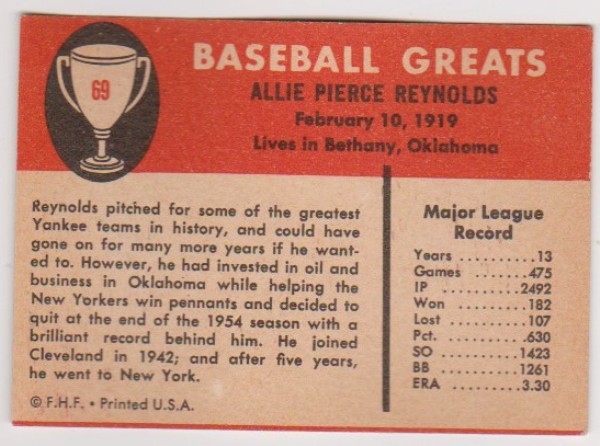 69
BASEBALL GREATS
ALLIE PIERCE REYNOLDS
February 10, 1919
Lives in Bethany, Oklahoma
Reynolds pitched for some of the greatest
Yankee teams in history, and could have
gone on for many more years if he want-
ed to. However, he had invested in oil and
business in Oklahoma while helping the
New Yorkers win pennants and decided to
quit at the end of the 1954 season with a
brilliant record behind him. He joined
Cleveland in 1942; and after five years,
he went to New York.
© F.H.F. • Printed U.S.A.
Major League
Record
Years ............13
Games .........475
IP ..............2492
Won ............182
Lost .............107
Pct. .............630
SO .............1423
BB ..............1261
ERA ............3.30